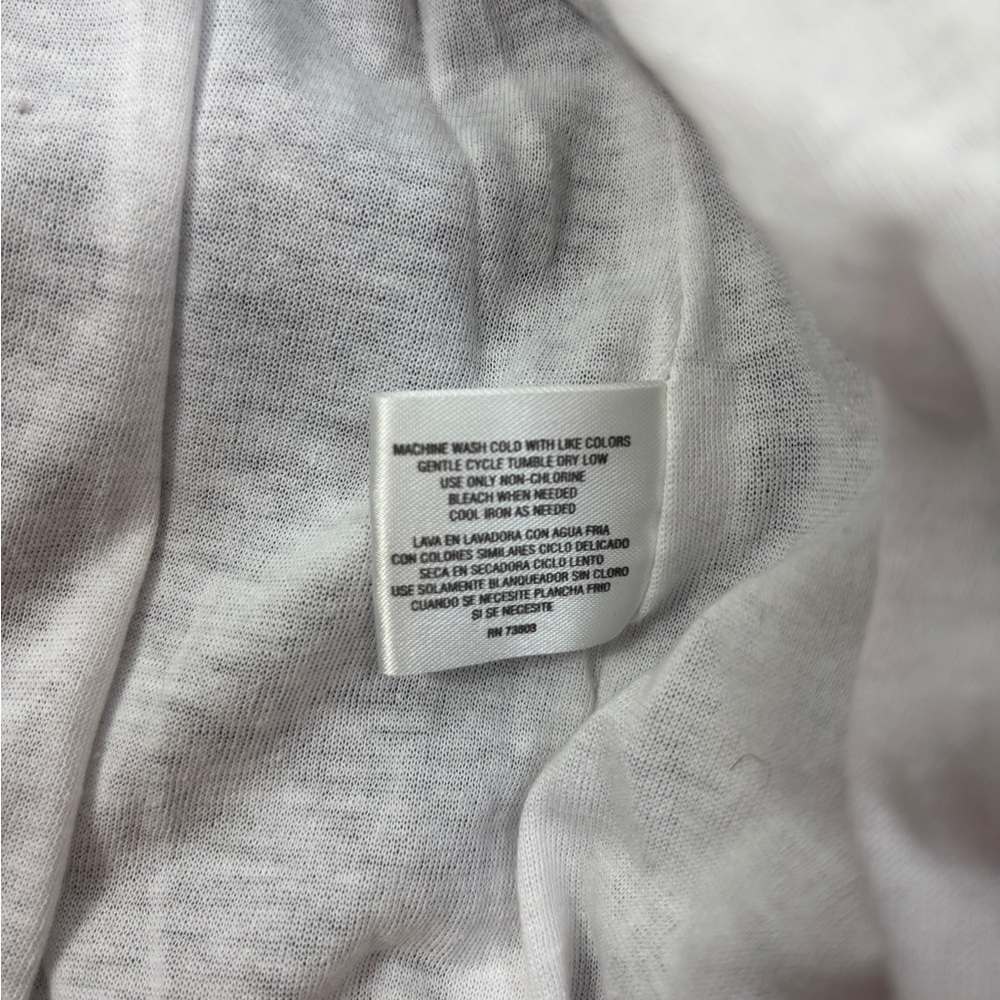 MACHINE WASH COLD WITH LIKE COLORS
GENTLE CYCLE TUMBLE DRY LOW
USE ONLY NON-CHLORINE
BLEACH WHEN NEEDED
COOL IRON AS NEEDED
LAVA EN LAVADORA CON AGUA FRIA
CON COLORES SIMILARES CICLO DELICADO
SECA EN SECADORA CICLO LENTO
USE SOLAMENTE BLANQUEADOR SIN CLORO
CUANDO SE NECESITE PLANCHA FRIO
SI SE NECESITE
RN